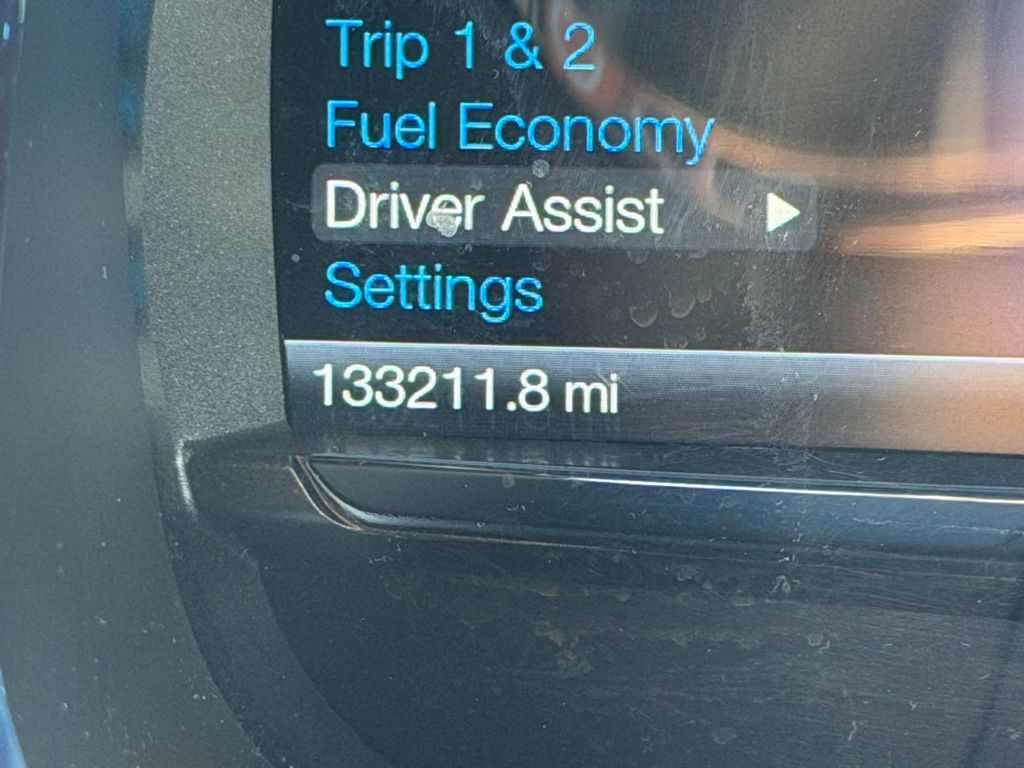 Trip 1 & 2
Fuel Economy
Driver Assist
Settings
133211.8 mi